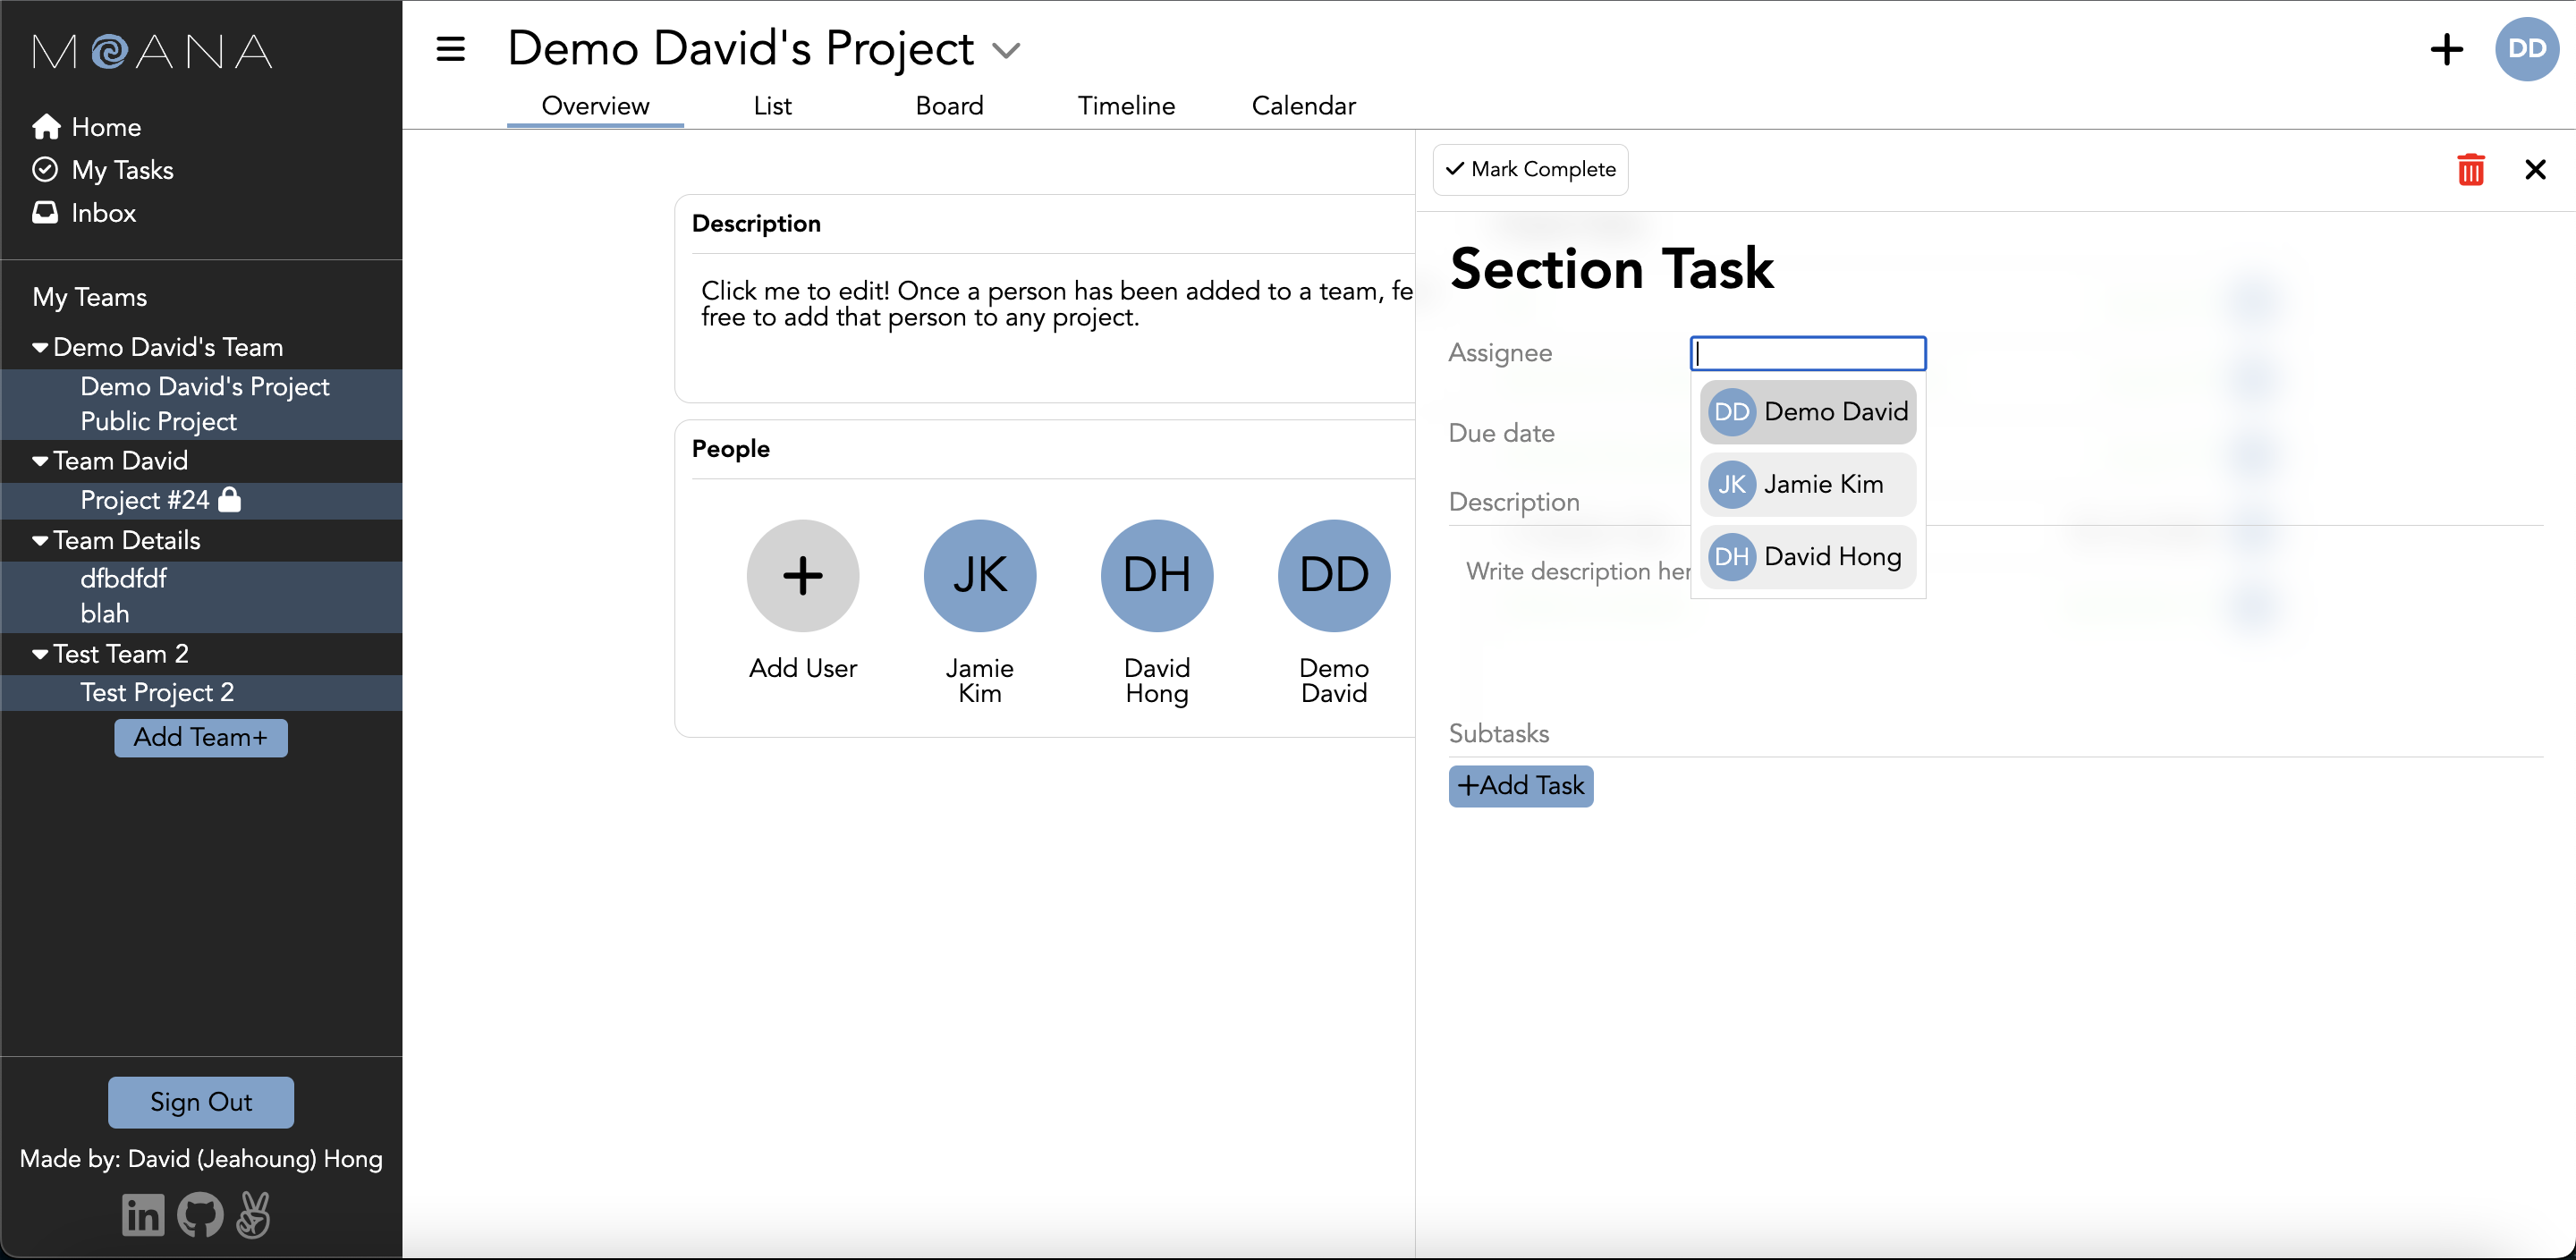 MOANA
Home
My Tasks
Inbox
My Teams
Demo David's Team
Demo David's Project
Public Project
Team David
Project #24
Team Details
dfbdfdf
blah
Test Team 2
Test Project 2
Add Team+
Sign Out
Made by: David (Jeahoung) Hong
in
Demo David's Project
DD
Overview List Board Timeline Calendar
Description
Click me to edit! Once a person has been added to a team, fe
free to add that person to any project.
People
JK DH DD
Add User Jamie David Demo
Kim Hong David
Mark Complete
Section Task
Assignee
DD Demo David
JK Jamie Kim
DH David Hong
Due date
Description
Write description her
Subtasks
+Add Task